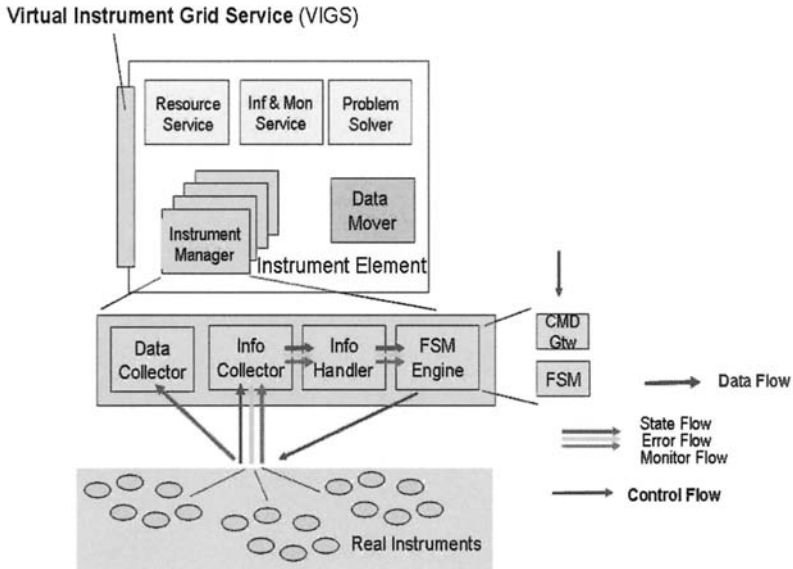 Virtual Instrument Grid Service (VIGS)
Resource
Service
Inf & Mon
Service
Problem
Solver
Data
Mover
Instrument
Manager
Instrument Element
Data
Collector
Info
Collector
Info
Handler
FSM
Engine
CMD
Gtw
FSM
Data Flow
State Flow
Error Flow
Monitor Flow
Control Flow
Real Instruments